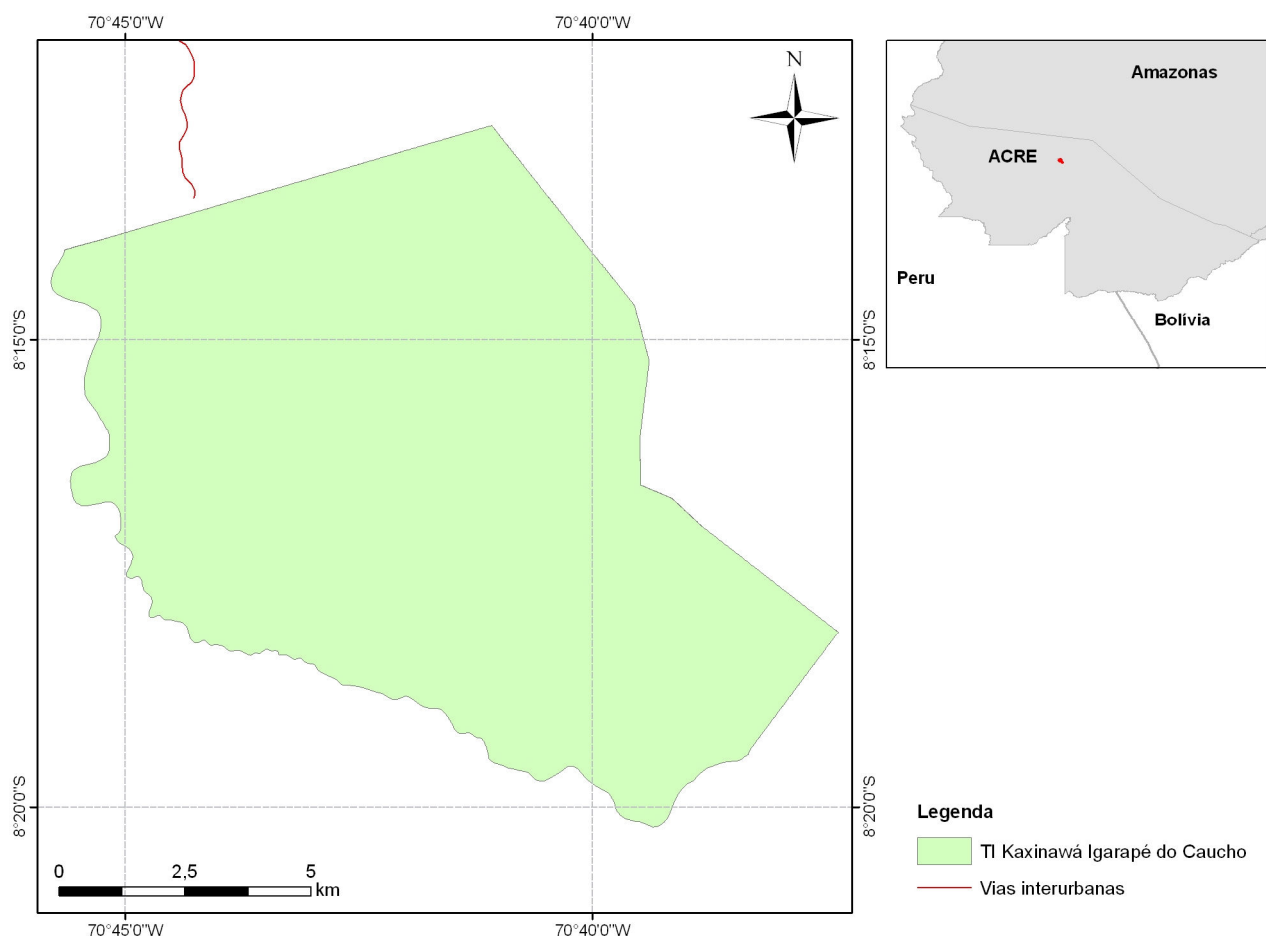 70°45'0"W
70°40'0"W
N
8°15'0"S
8°15'0"S
8°20'0"S
8°20'0"S
0 2,5 5
km
70°45'0"W
70°40'0"W
Amazonas
ACRE
Peru
Bolívia
Legenda
TI Kaxinawá Igarapé do Caucho
Vias interurbanas